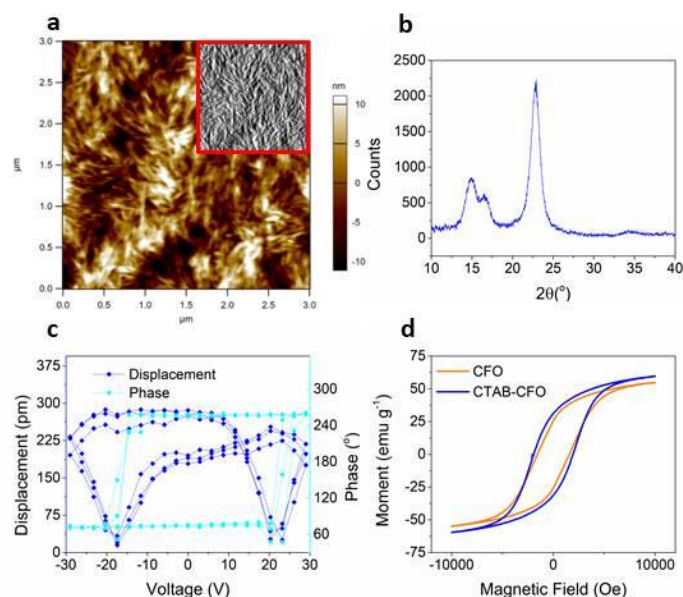 a
3.0
2.5
2.0
1.5
1.0
0.5
0.0
0.0 0.5 1.0 1.5 2.0 2.5 3.0
μm
μm
nm
10
5
0
-5
-10
b
Counts
2500
2000
1500
1000
500
0
10 15 20 25 30 35 40
2θ(°)
c
Displacement (pm)
375
300
225
150
75
0
Displacement
Phase
-30 -20 -10 0 10 20 30
Voltage (V)
260
220
180
140
100
60
Phase (°)
d
Moment (emu g⁻¹)
75
50
25
0
-25
-50
-75
CFO
CTAB-CFO
-10000 0 10000
Magnetic Field (Oe)